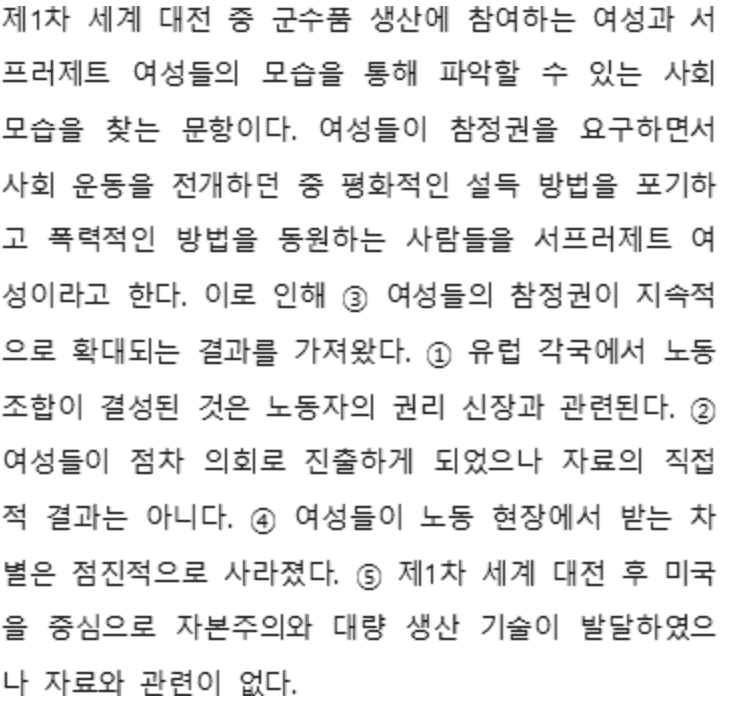 제1차 세계 대전 중 군수품 생산에 참여하는 여성과 서
프러제트 여성들의 모습을 통해 파악할 수 있는 사회
모습을 찾는 문항이다. 여성들이 참정권을 요구하면서
사회 운동을 전개하던 중 평화적인 설득 방법을 포기하
고 폭력적인 방법을 동원하는 사람들을 서프러제트 여
성이라고 한다. 이로 인해 ③ 여성들의 참정권이 지속적
으로 확대되는 결과를 가져왔다. ① 유럽 각국에서 노동
조합이 결성된 것은 노동자의 권리 신장과 관련된다. ②
여성들이 점차 의회로 진출하게 되었으나 자료의 직접
적 결과는 아니다. ④ 여성들이 노동 현장에서 받는 차
별은 점진적으로 사라졌다. ⑤ 제1차 세계 대전 후 미국
을 중심으로 자본주의와 대량 생산 기술이 발달하였으
나 자료와 관련이 없다.